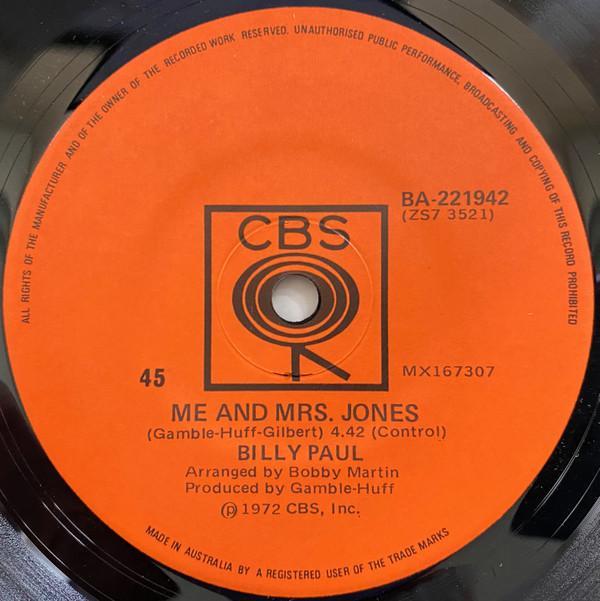 ALL RIGHTS OF THE MANUFACTURER AND OF THE OWNER OF THE RECORDED WORK RESERVED. UNAUTHORISED PUBLIC PERFORMANCE, BROADCASTING AND COPYING OF THIS RECORD PROHIBITED
BA-221942
(ZS7 3521)
CBS
45
MX167307
ME AND MRS. JONES
(Gamble-Huff-Gilbert) 4.42 (Control)
BILLY PAUL
Arranged by Bobby Martin
Produced by Gamble-Huff
℗ 1972 CBS, Inc.
MADE IN AUSTRALIA BY A REGISTERED USER OF THE TRADE MARKS